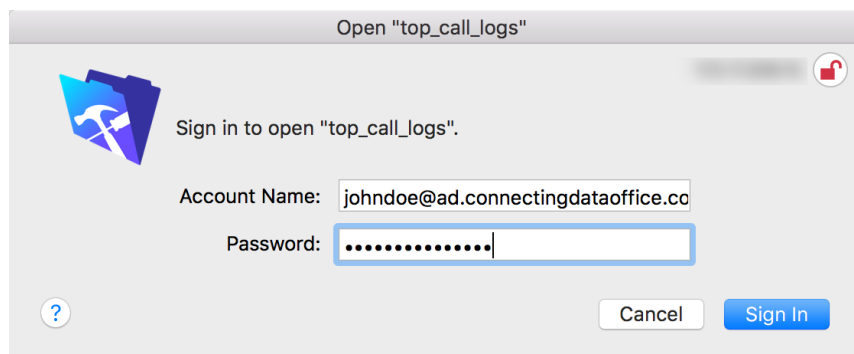 Open "top_call_logs"
Sign in to open "top_call_logs".
Account Name: johndoe@ad.connectingdataoffice.co
Password: •••••••••••••••
? Cancel Sign In